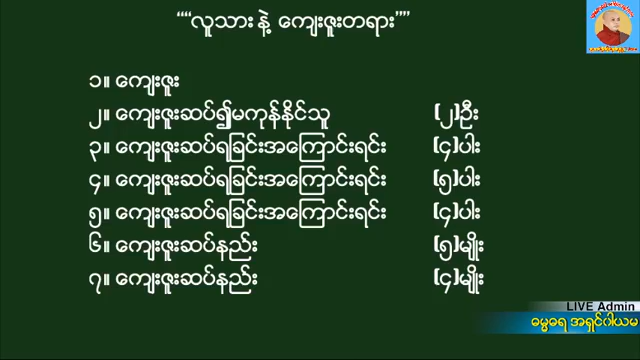 ““လူသား နဲ့ ကျေးဇူးတရား””
၁။ ကျေးဇူး
၂။ ကျေးဇူးဆပ်၍မကုန်နိုင်သူ (၂)ဦး
၃။ ကျေးဇူးဆပ်ရခြင်းအကြောင်းရင်း (၄)ပါး
၄။ ကျေးဇူးဆပ်ရခြင်းအကြောင်းရင်း (၅)ပါး
၅။ ကျေးဇူးဆပ်ရခြင်းအကြောင်းရင်း (၄)ပါး
၆။ ကျေးဇူးဆပ်နည်း (၅)မျိုး
၇။ ကျေးဇူးဆပ်နည်း (၄)မျိုး
LIVE Admin
ဓမ္မဓရ အရှင်ဝါယမ